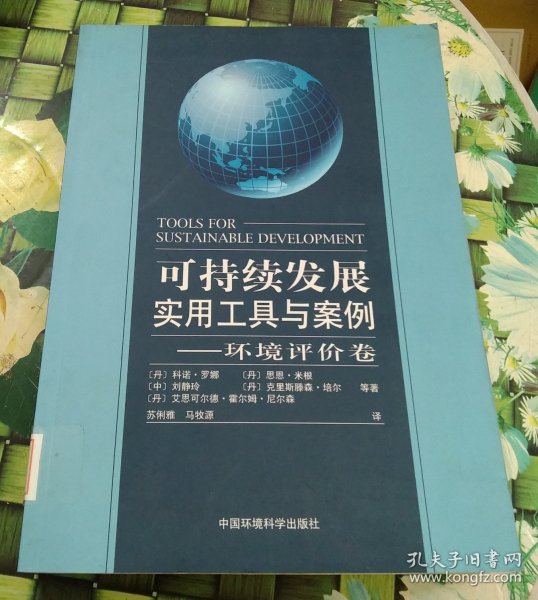 TOOLS FOR
SUSTAINABLE DEVELOPMENT
可持续发展
实用工具与案例
——环境评价卷
〔丹〕科诺·罗娜 〔丹〕思恩·米根
〔中〕刘静玲 〔丹〕克里斯滕森·培尔 等著
〔丹〕艾思可尔德·霍尔姆·尼尔森
苏俐雅 马牧源 译
中国环境科学出版社
孔夫子旧书网
www.kongfz.com